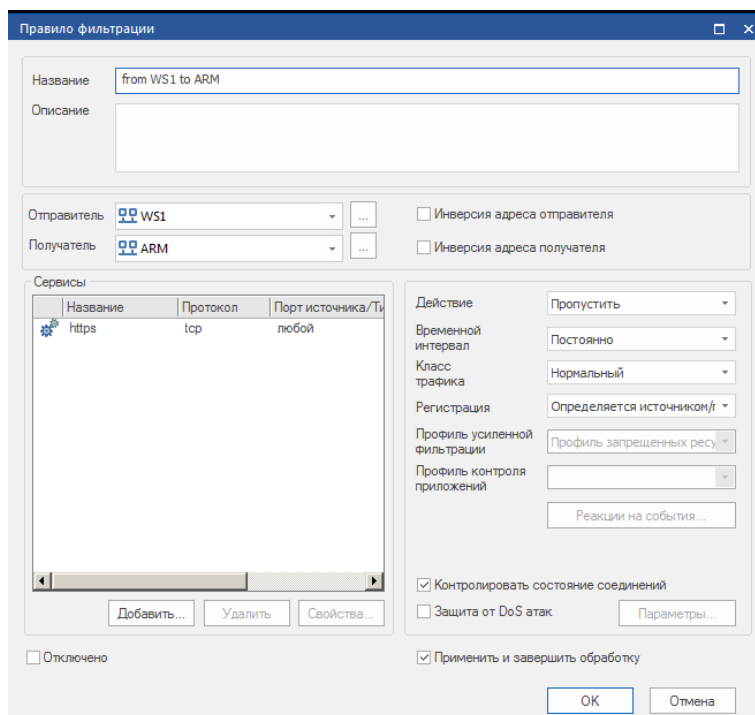 Правило фильтрации
Название
from WS1 to ARM
Описание
Отправитель
WS1
...
Инверсия адреса отправителя
Получатель
ARM
...
Инверсия адреса получателя
Сервисы
Название Протокол Порт источника/Ти
https tcp любой
Добавить... Удалить Свойства...
Действие
Пропустить
Временной
интервал
Постоянно
Класс
трафика
Нормальный
Регистрация
Определяется источником/г
Профиль усиленной
фильтрации
Профиль запрещенных ресу
Профиль контроля
приложений
Реакции на события...
Контролировать состояние соединений
Защита от DoS атак
Параметры...
Отключено
Применить и завершить обработку
OK
Отмена